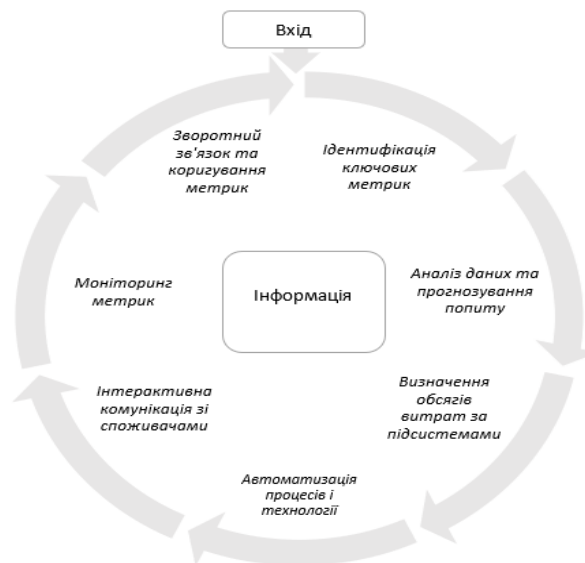 Вхід
Зворотний
зв'язок та
коригування
метрик
Ідентифікація
ключових
метрик
Моніторинг
метрик
Інформація
Аналіз даних та
прогнозування
попиту
Інтерактивна
комунікація зі
споживачами
Визначення
обсягів
витрат за
підсистемами
Автоматизація
процесів і
технології